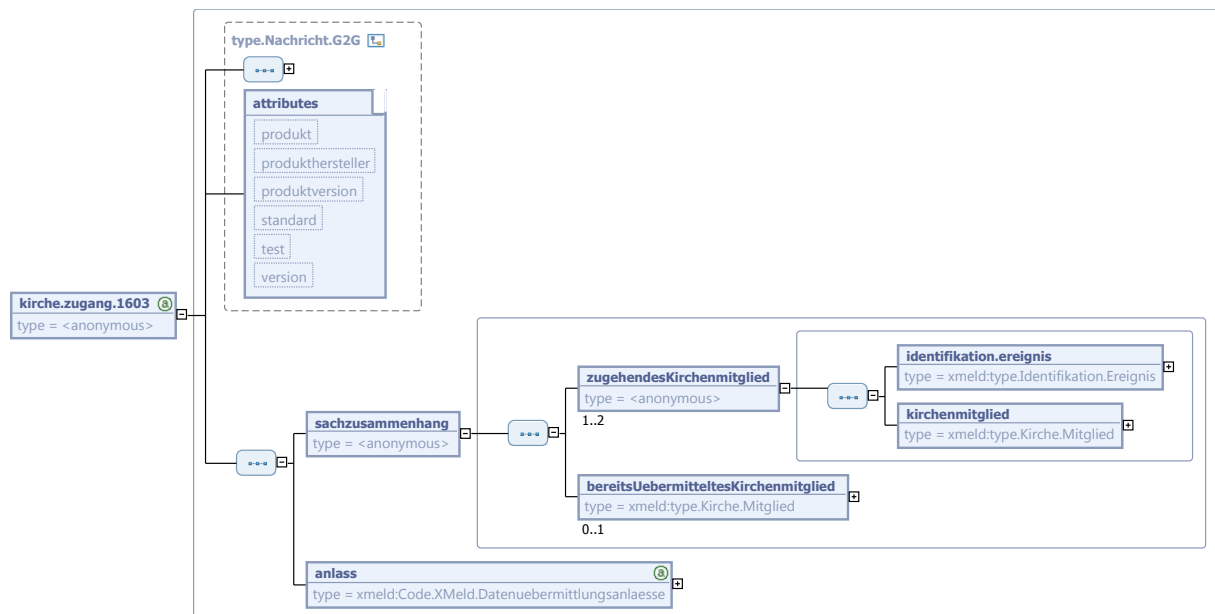 type.Nachricht.G2G
attributes
produkt
produkthersteller
produktversion
standard
test
version
kirche.zugang.1603 a
type = <anonymous>
identifikation.ereignis
type = xmeld:type.Identifikation.Ereignis
zugehendesKirchenmitglied
type = <anonymous>
1..2
kirchenmitglied
type = xmeld:type.Kirche.Mitglied
sachzusammenhang
type = <anonymous>
bereitsUebermitteltesKirchenmitglied
type = xmeld:type.Kirche.Mitglied
0..1
anlass a
type = xmeld:Code.XMeld.Datenuebermittlungsanlaesse